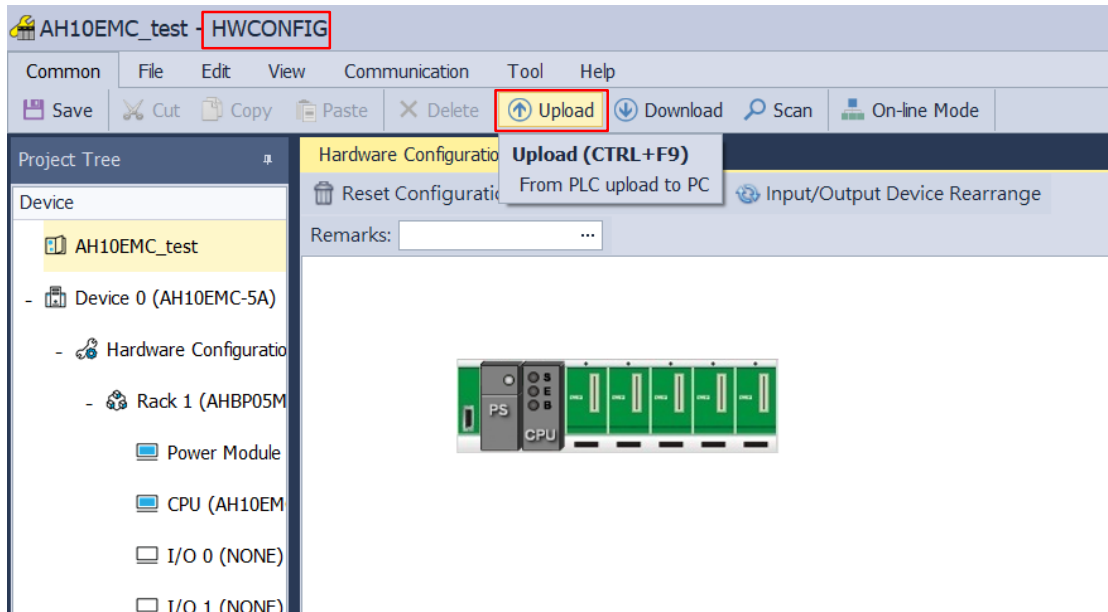 AH10EMC_test - HWCONFIG
Common File Edit View Communication Tool Help
Save Cut Copy Paste Delete Upload Download Scan On-line Mode
Project Tree
Hardware Configuratio
Upload (CTRL+F9)
From PLC upload to PC
Device
Reset Configuratio
Input/Output Device Rearrange
Remarks: ...
AH10EMC_test
- Device 0 (AH10EMC-5A)
- Hardware Configuratio
- Rack 1 (AHBP05M
Power Module
CPU (AH10EM
I/O 0 (NONE)
I/O 1 (NONE)
PS
S
E
B
CPU